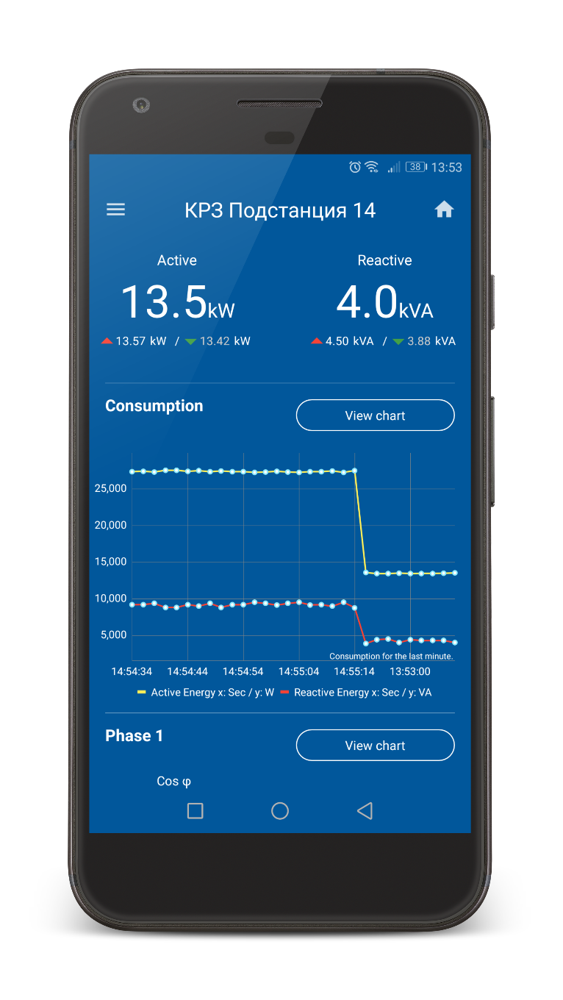 38 13:53
КРЗ Подстанция 14
Active Reactive
13.5kW 4.0kVA
13.57 kW / 13.42 kW 4.50 kVA / 3.88 kVA
Consumption View chart
25,000
20,000
15,000
10,000
5,000
Consumption for the last minute.
14:54:34 14:54:44 14:54:54 14:55:04 14:55:14 13:53:00
Active Energy x: Sec / y: W Reactive Energy x: Sec / y: VA
Phase 1 View chart
Cos φ